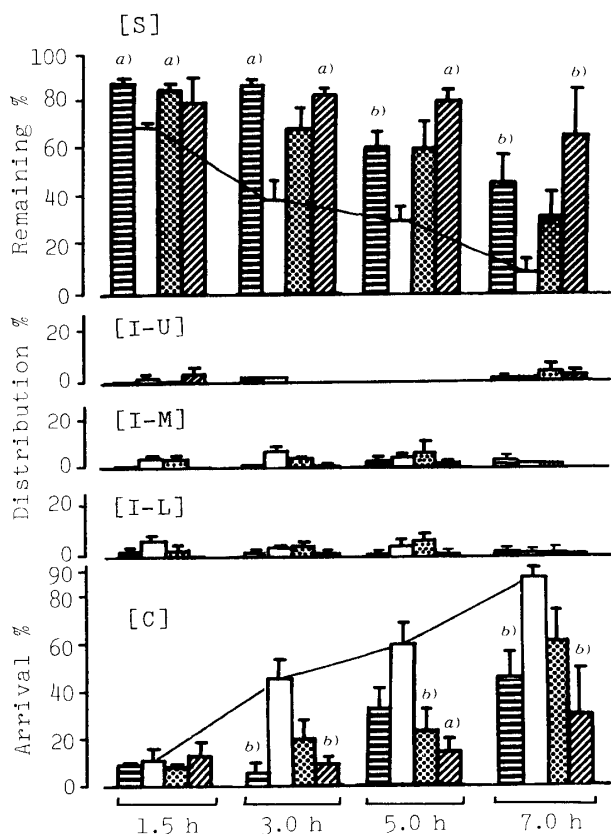 [S]
Remaining %
100
80
60
40
20
0
a) a) a) a) b) a) b) b)
Distribution %
[I-U]
20
0
[I-M]
20
0
[I-L]
20
0
Arrival %
[C]
90
80
60
40
20
0
b) b) b) a) b) b)
1.5 h 3.0 h 5.0 h 7.0 h